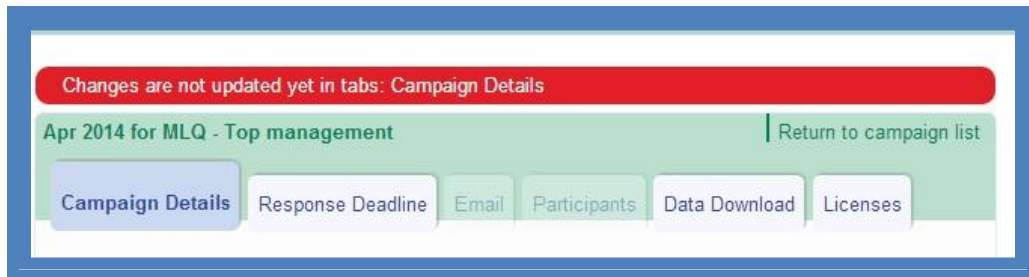 Changes are not updated yet in tabs: Campaign Details
Apr 2014 for MLQ - Top management Return to campaign list
Campaign Details Response Deadline Email Participants Data Download Licenses